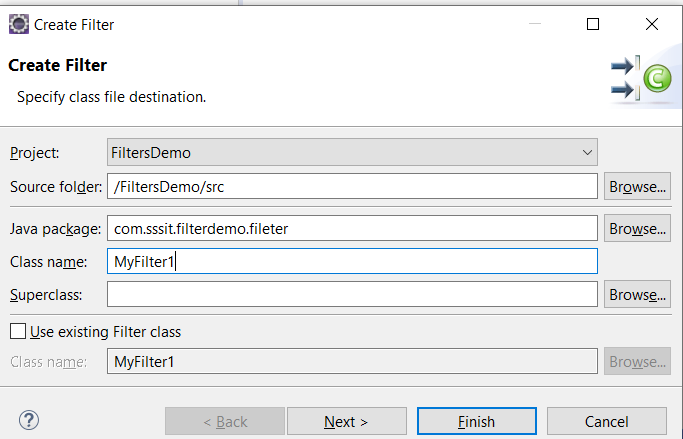 Create Filter
Create Filter
Specify class file destination.
C
Project: FiltersDemo
Source folder: /FiltersDemo/src Browse...
Java package: com.sssit.filterdemo.fileter Browse...
Class name: MyFilter1
Superclass: Browse...
Use existing Filter class
Class name: MyFilter1 Browse...
? < Back Next > Finish Cancel